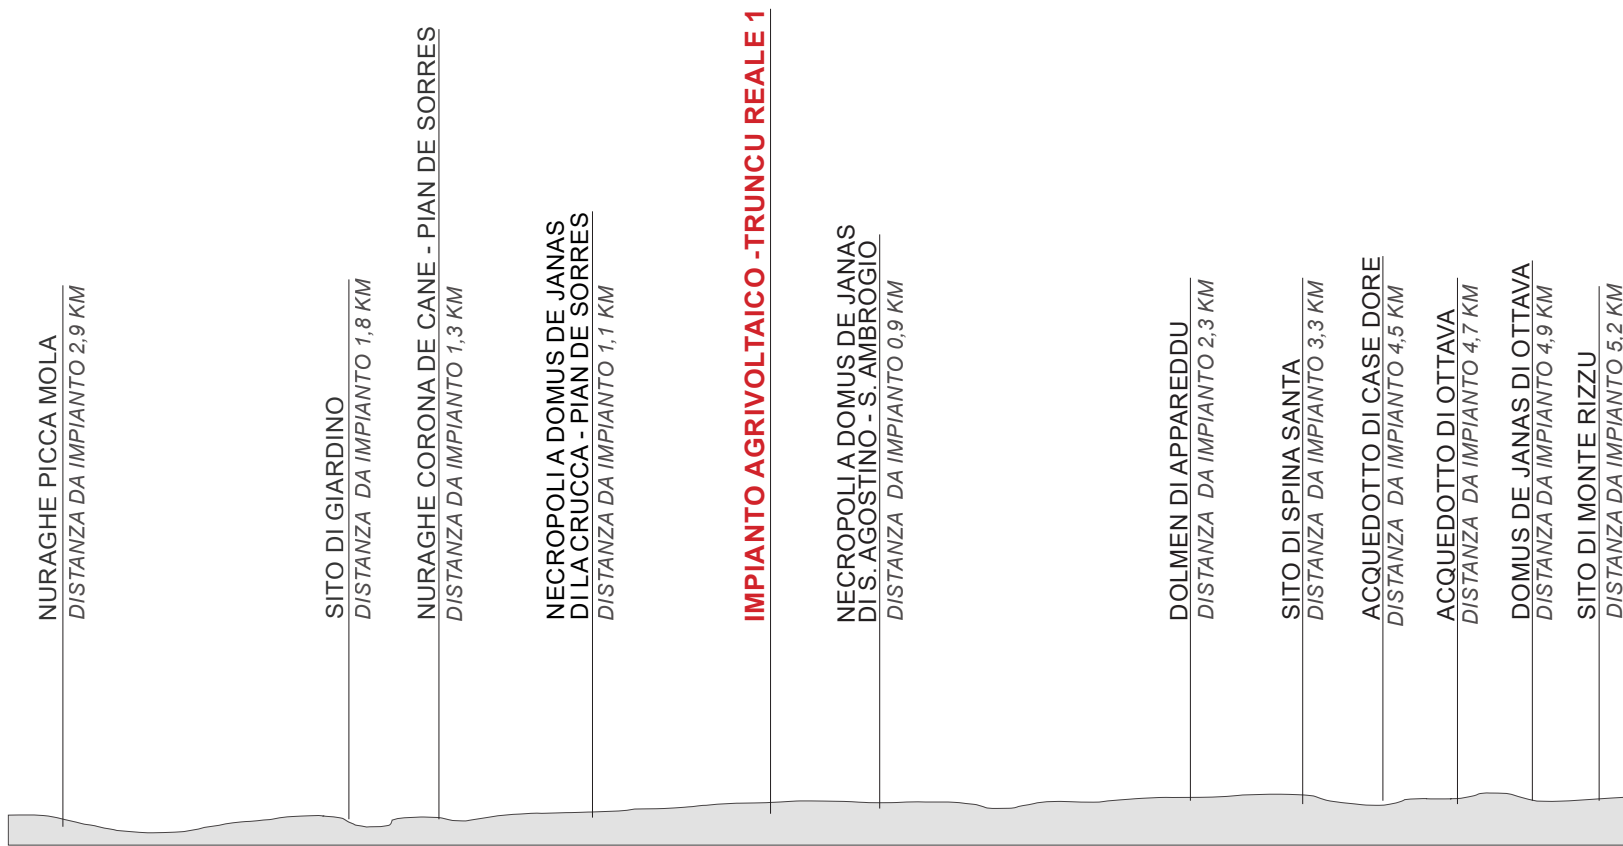 NURAGHE PICCA MOLA
DISTANZA DA IMPIANTO 2,9 KM
SITO DI GIARDINO
DISTANZA DA IMPIANTO 1,8 KM
NURAGHE CORONA DE CANE - PIAN DE SORRES
DISTANZA DA IMPIANTO 1,3 KM
NECROPOLI A DOMUS DE JANAS
DI LA CRUCCA - PIAN DE SORRES
DISTANZA DA IMPIANTO 1,1 KM
IMPIANTO AGRIVOLTAICO -TRUNCU REALE 1
NECROPOLI A DOMUS DE JANAS
DI S. AGOSTINO - S. AMBROGIO
DISTANZA DA IMPIANTO 0,9 KM
DOLMEN DI APPAREDDU
DISTANZA DA IMPIANTO 2,3 KM
SITO DI SPINA SANTA
DISTANZA DA IMPIANTO 3,3 KM
ACQUEDOTTO DI CASE DORE
DISTANZA DA IMPIANTO 4,5 KM
ACQUEDOTTO DI OTTAVA
DISTANZA DA IMPIANTO 4,7 KM
DOMUS DE JANAS DI OTTAVA
DISTANZA DA IMPIANTO 4,9 KM
SITO DI MONTE RIZZU
DISTANZA DA IMPIANTO 5,2 KM